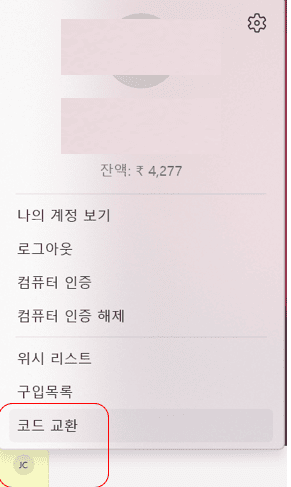 잔액: ₹ 4,277
나의 계정 보기
로그아웃
컴퓨터 인증
컴퓨터 인증 해제
위시 리스트
구입목록
코드 교환
JC